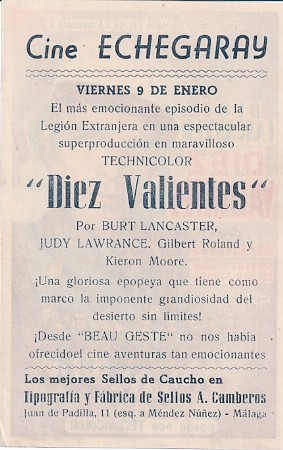 Cine ECHEGARAY
VIERNES 9 DE ENERO
El más emocionante episodio de la
Legión Extranjera en una espectacular
superproducción en maravilloso
TECHNICOLOR
"Diez Valientes"
Por BURT LANCASTER,
JUDY LAWRANCE. Gilbert Roland y
Kieron Moore.
¡Una gloriosa epopeya que tiene como
marco la imponente grandiosidad del
desierto sin limites!
¡Desde "BEAU GESTE" no nos había
ofrecidoel cine aventuras tan emocionantes
Los mejores Sellos de Caucho en
Tipografía y Fábrica de Sellos A. Camberos
Juan de Padilla, 11 (esq. a Méndez Núñez) - Málaga